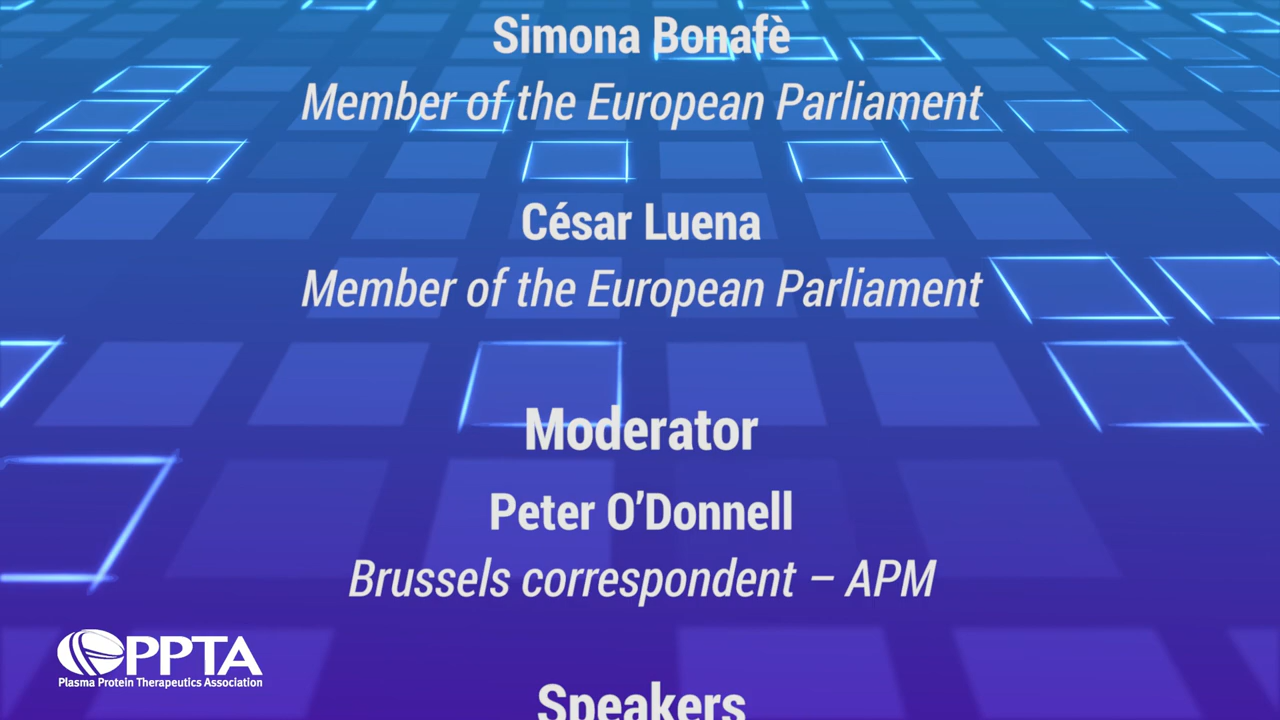 Simona Bonafè
Member of the European Parliament
César Luena
Member of the European Parliament
Moderator
Peter O’Donnell
Brussels correspondent – APM
PPTA
Plasma Protein Therapeutics Association
Speakers